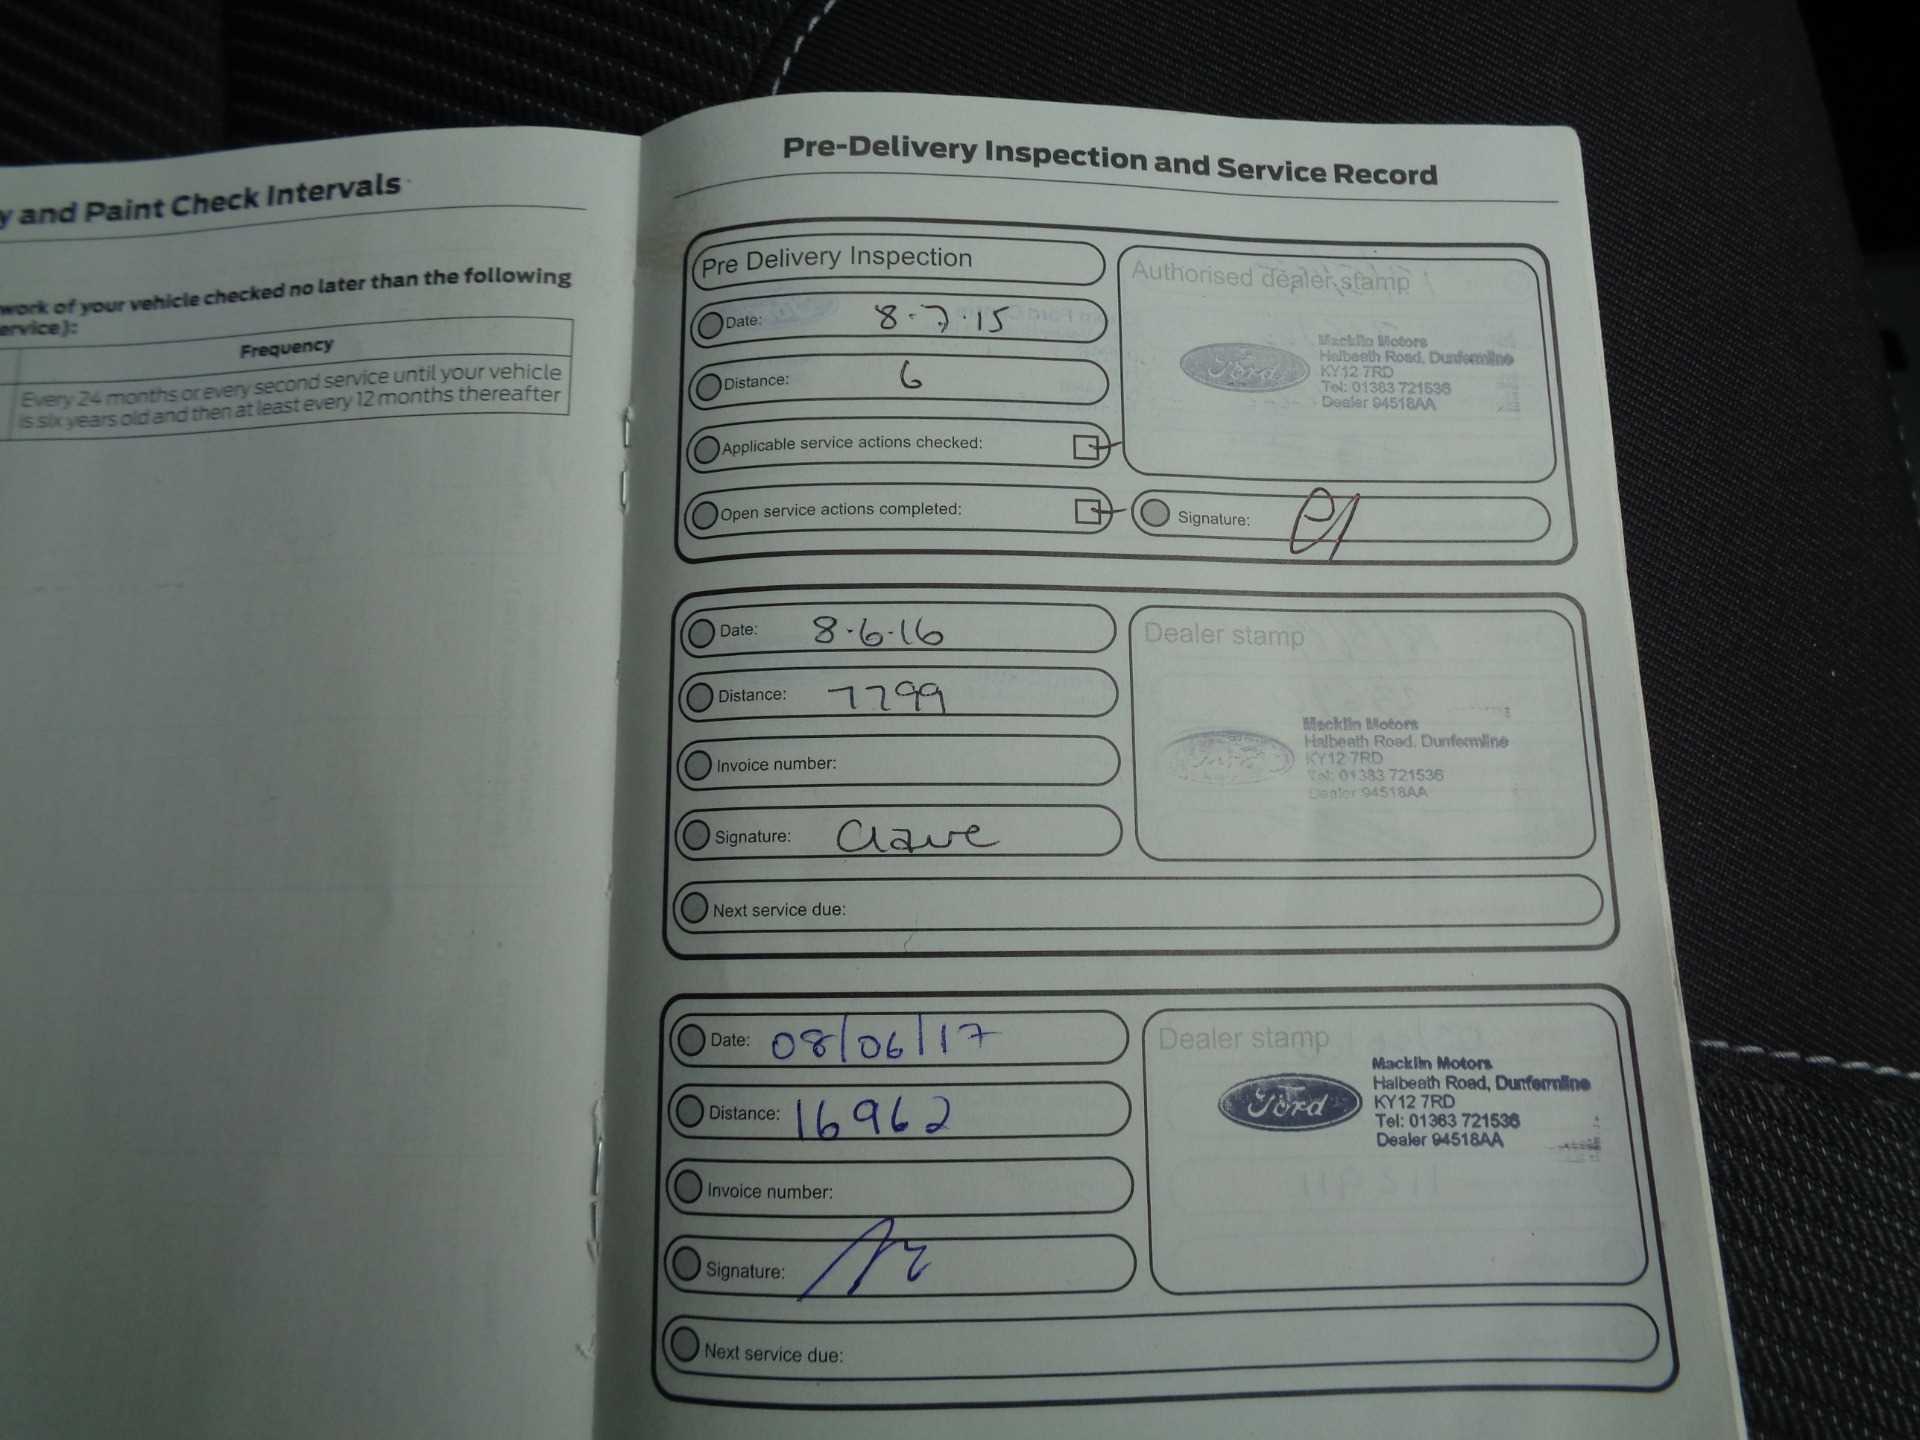 y and Paint Check Intervals
work of your vehicle checked no later than the following
ervice):
Frequency
Every 24 months or every second service until your vehicle
is six years old and then at least every 12 months thereafter
Pre-Delivery Inspection and Service Record
Pre Delivery Inspection
Date: 8-7-15
Distance: 6
Applicable service actions checked:
Open service actions completed:
Authorised dealer stamp
Ford
Macklin Motors
Halbeath Road, Dunfermline
KY12 7RD
Tel: 01383 721536
Dealer 94518AA
Signature:
Date: 8-6-16
Distance: 7799
Invoice number:
Signature:
Next service due:
Dealer stamp
Ford
Macklin Motors
Halbeath Road, Dunfermline
KY12 7RD
Tel: 01383 721536
Dealer 94518AA
Date: 08/06/17
Distance: 16962
Invoice number:
Signature:
Next service due:
Dealer stamp
Ford
Macklin Motors
Halbeath Road, Dunfermline
KY12 7RD
Tel: 01383 721536
Dealer 94518AA